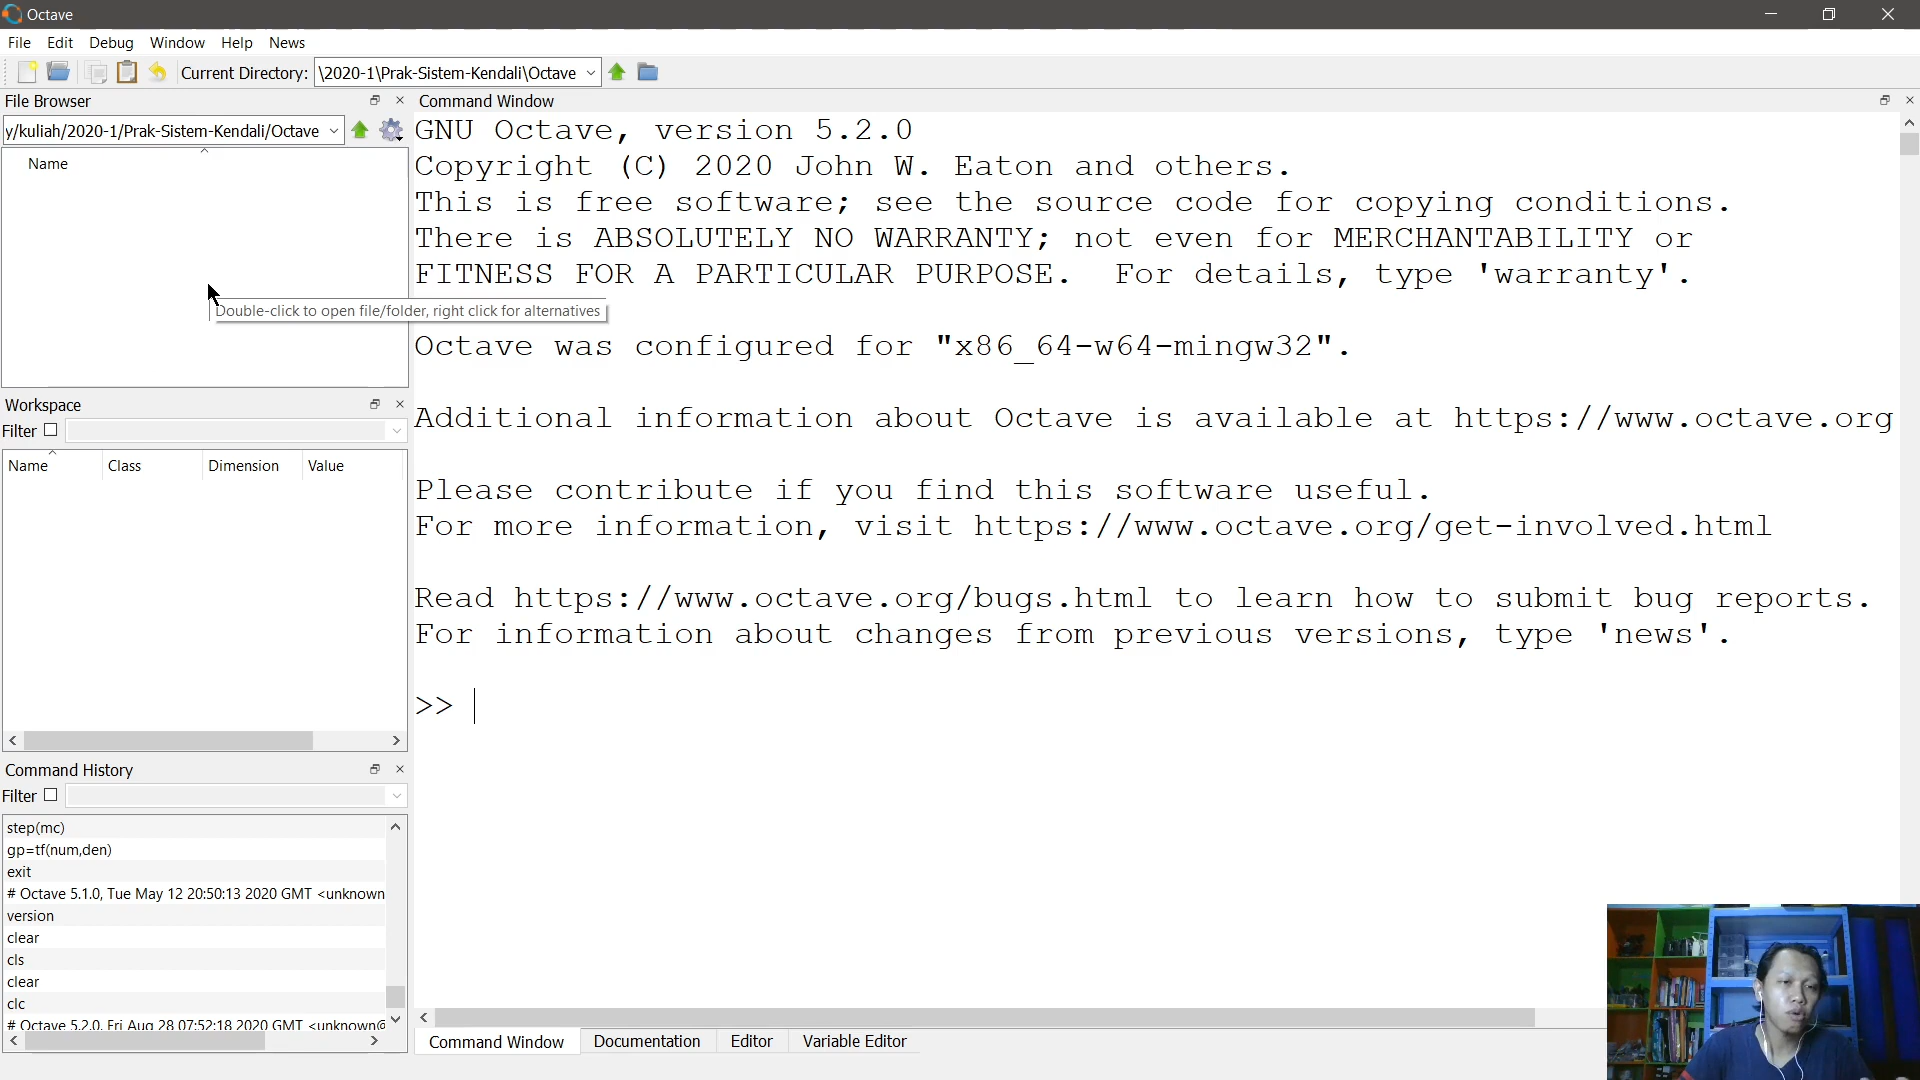 Octave
File Edit Debug Window Help News
Current Directory: \2020-1\Prak-Sistem-Kendali\Octave
File Browser
y/kuliah/2020-1/Prak-Sistem-Kendali/Octave
Name
Double-click to open file/folder, right click for alternatives
Workspace
Filter
Name Class Dimension Value
Command History
Filter
step(mc)
gp=tf(num,den)
exit
# Octave 5.1.0, Tue May 12 20:50:13 2020 GMT <unknown
version
clear
cls
clear
clc
# Octave 5.2.0, Fri Aug 28 07:52:18 2020 GMT <unknown@
Command Window
GNU Octave, version 5.2.0
Copyright (C) 2020 John W. Eaton and others.
This is free software; see the source code for copying conditions.
There is ABSOLUTELY NO WARRANTY; not even for MERCHANTABILITY or
FITNESS FOR A PARTICULAR PURPOSE.  For details, type 'warranty'.
Octave was configured for "x86_64-w64-mingw32".
Additional information about Octave is available at https://www.octave.org
Please contribute if you find this software useful.
For more information, visit https://www.octave.org/get-involved.html
Read https://www.octave.org/bugs.html to learn how to submit bug reports.
For information about changes from previous versions, type 'news'.
>>
Command Window Documentation Editor Variable Editor